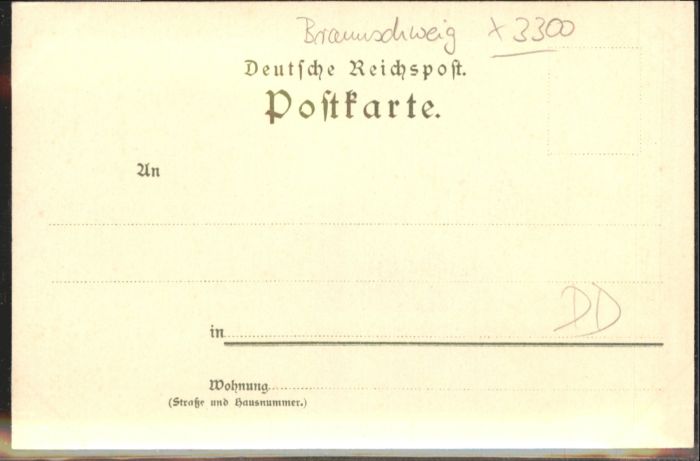 Braunschweig x 3300
Deutsche Reichspost.
Postkarte.
An
in
DD
Wohnung
(Straße und Hausnummer.)